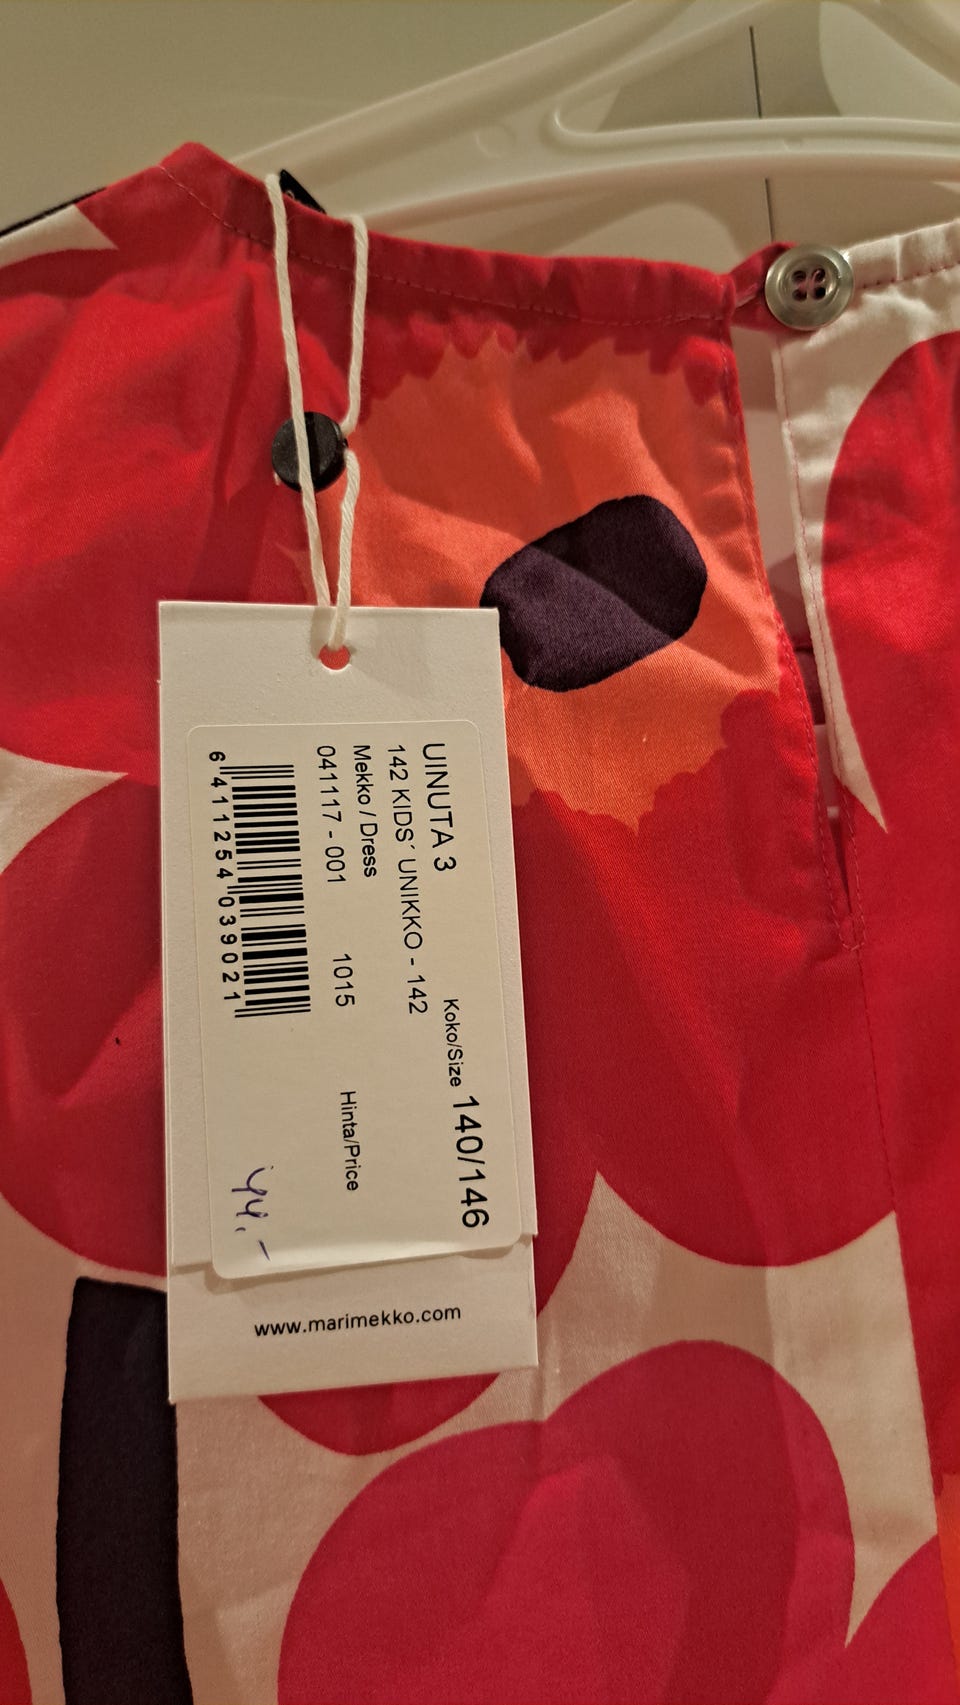 UINUTA 3
142 KIDS´ UNIKKO - 142
Koko/Size 140/146
Mekko / Dress
041117 - 001 1015 Hinta/Price
44.-
6 411254 039021
www.marimekko.com